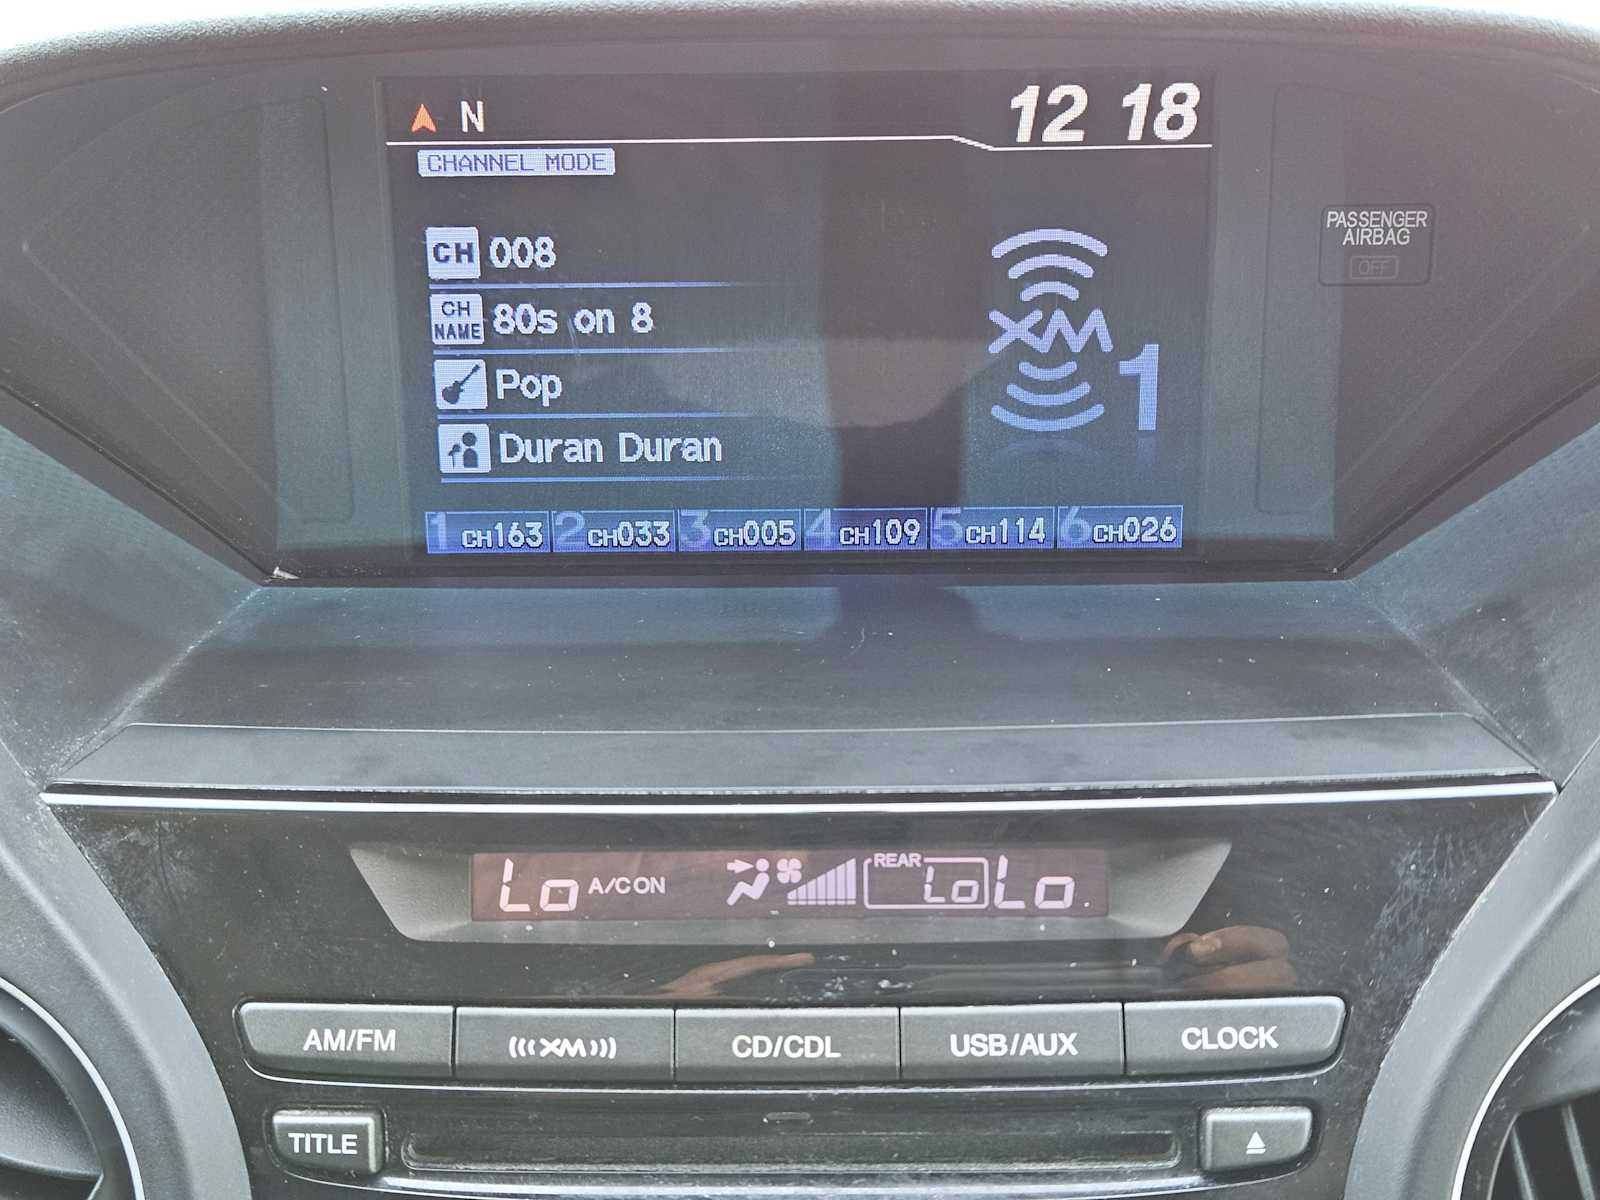 N
12 18
CHANNEL MODE
CH 008
CH NAME 80s on 8
Pop
Duran Duran
XM 1
1 CH163 2 CH033 3 CH005 4 CH109 5 CH114 6 CH026
PASSENGER
AIRBAG
OFF
Lo A/C ON REAR Lo Lo
AM/FM XM CD/CDL USB/AUX CLOCK
TITLE